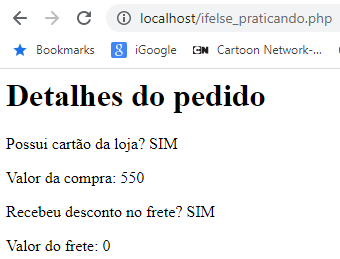 localhost/ifelse_praticando.php
Bookmarks
iGoogle
CN
Cartoon Network-...
Detalhes do pedido
Possui cartão da loja? SIM
Valor da compra: 550
Recebeu desconto no frete? SIM
Valor do frete: 0